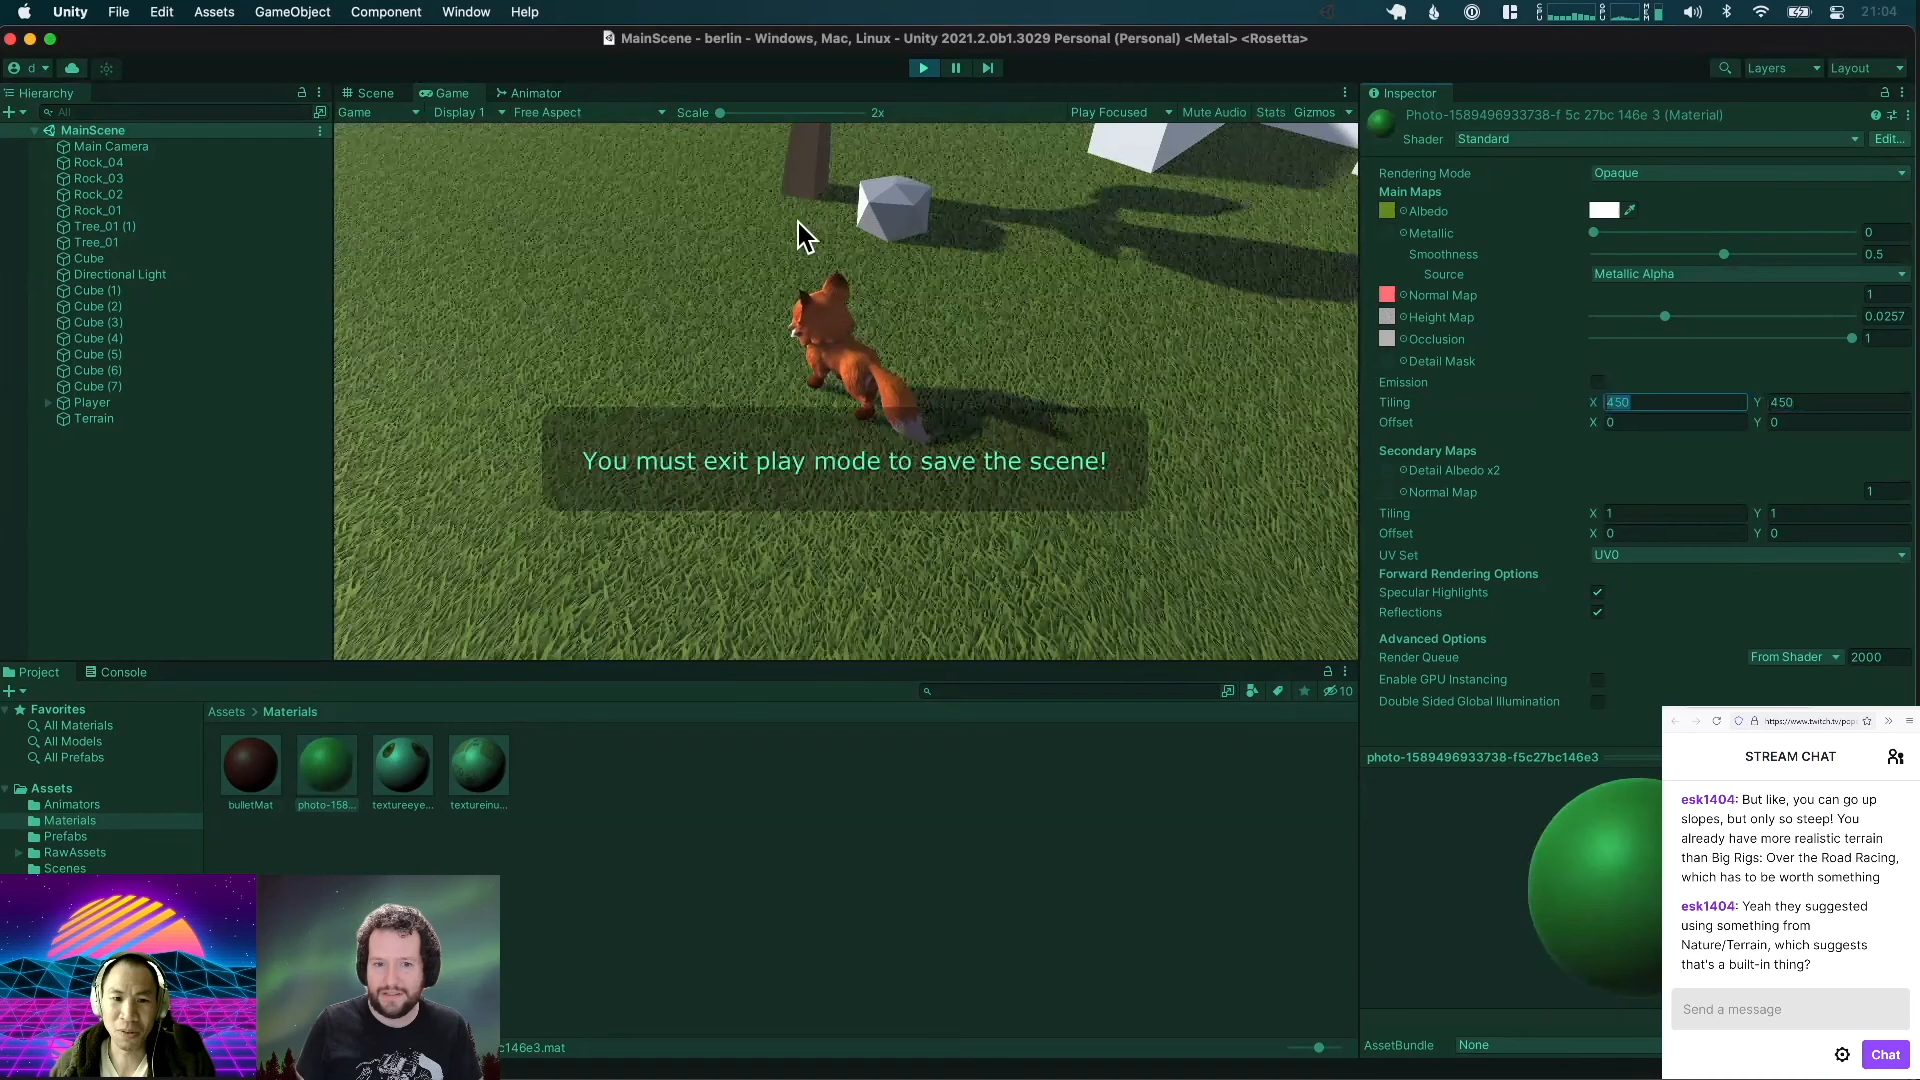 Unity File Edit Assets GameObject Component Window Help
21:04
MainScene - berlin - Windows, Mac, Linux - Unity 2021.2.0b1.3029 Personal (Personal) <Metal> <Rosetta>
d
Layers
Layout
Hierarchy
All
MainScene
Main Camera
Rock_04
Rock_03
Rock_02
Rock_01
Tree_01 (1)
Tree_01
Cube
Directional Light
Cube (1)
Cube (2)
Cube (3)
Cube (4)
Cube (5)
Cube (6)
Cube (7)
Player
Terrain
Scene Game Animator
Game Display 1 Free Aspect Scale 2x Play Focused Mute Audio Stats Gizmos
You must exit play mode to save the scene!
Inspector
Photo-1589496933738-f 5c 27bc 146e 3 (Material)
Shader Standard Edit...
Rendering Mode Opaque
Main Maps
Albedo
Metallic 0
Smoothness 0.5
Source Metallic Alpha
Normal Map 1
Height Map 0.0257
Occlusion 1
Detail Mask
Emission
Tiling X 450 Y 450
Offset X 0 Y 0
Secondary Maps
Detail Albedo x2
Normal Map 1
Tiling X 1 Y 1
Offset X 0 Y 0
UV Set UV0
Forward Rendering Options
Specular Highlights
Reflections
Advanced Options
Render Queue From Shader 2000
Enable GPU Instancing
Double Sided Global Illumination
photo-1589496933738-f5c27bc146e3
AssetBundle None
Project Console
10
Favorites
All Materials
All Models
All Prefabs
Assets
Animators
Materials
Prefabs
RawAssets
Scenes
Assets > Materials
bulletMat photo-158... textureeye... textureinu...
c146e3.mat
https://www.twitch.tv/pop
STREAM CHAT
esk1404: But like, you can go up
slopes, but only so steep! You
already have more realistic terrain
than Big Rigs: Over the Road Racing,
which has to be worth something
esk1404: Yeah they suggested
using something from
Nature/Terrain, which suggests
that's a built-in thing?
Send a message
Chat